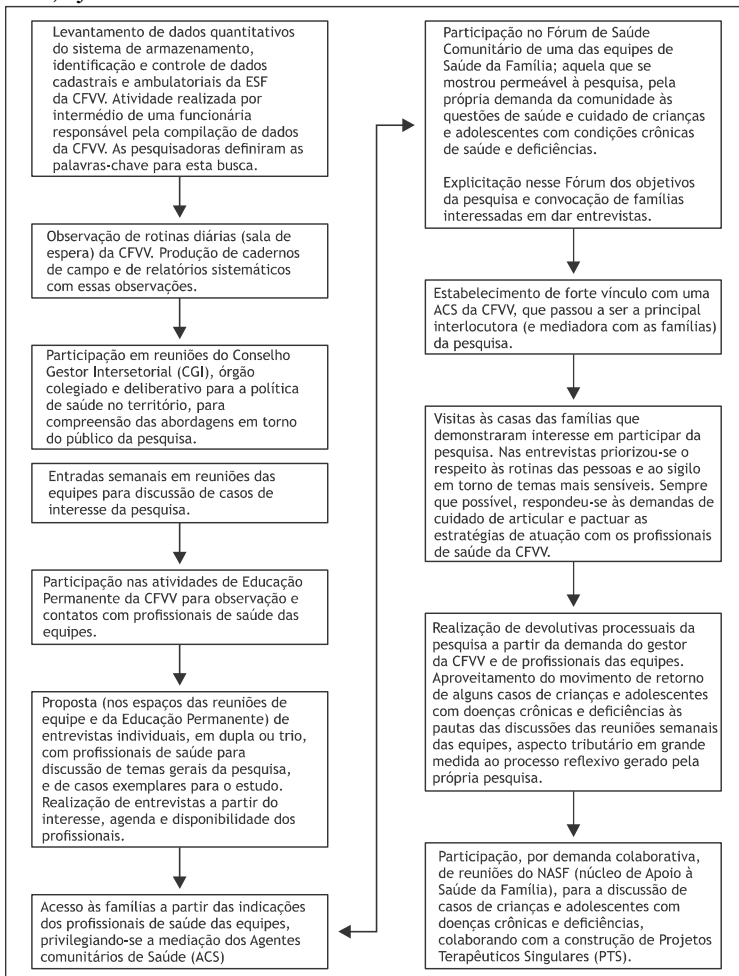 Levantamento de dados quantitativos
do sistema de armazenamento,
identificação e controle de dados
cadastrais e ambulatoriais da ESF
da CFVV. Atividade realizada por
intermédio de uma funcionária
responsável pela compilação de dados
da CFVV. As pesquisadoras definiram as
palavras-chave para esta busca.
Observação de rotinas diárias (sala de
espera) da CFVV. Produção de cadernos
de campo e de relatórios sistemáticos
com essas observações.
Participação em reuniões do Conselho
Gestor Intersetorial (CGI), órgão
colegiado e deliberativo para a política
de saúde no território, para
compreensão das abordagens em torno
do público da pesquisa.
Entradas semanais em reuniões das
equipes para discussão de casos de
interesse da pesquisa.
Participação nas atividades de Educação
Permanente da CFVV para observação e
contatos com profissionais de saúde das
equipes.
Proposta (nos espaços das reuniões de
equipe e da Educação Permanente) de
entrevistas individuais, em dupla ou trio,
com profissionais de saúde para
discussão de temas gerais da pesquisa,
e de casos exemplares para o estudo.
Realização de entrevistas a partir do
interesse, agenda e disponibilidade dos
profissionais.
Acesso às famílias a partir das indicações
dos profissionais de saúde das equipes,
privilegiando-se a mediação dos Agentes
comunitários de Saúde (ACS)
Participação no Fórum de Saúde
Comunitário de uma das equipes de
Saúde da Família; aquela que se
mostrou permeável à pesquisa, pela
própria demanda da comunidade às
questões de saúde e cuidado de crianças
e adolescentes com condições crônicas
de saúde e deficiências.
Explicitação nesse Fórum dos objetivos
da pesquisa e convocação de famílias
interessadas em dar entrevistas.
Estabelecimento de forte vínculo com uma
ACS da CFVV, que passou a ser a principal
interlocutora (e mediadora com as famílias)
da pesquisa.
Visitas às casas das famílias que
demonstraram interesse em participar da
pesquisa. Nas entrevistas priorizou-se o
respeito às rotinas das pessoas e ao sigilo
em torno de temas mais sensíveis. Sempre
que possível, respondeu-se às demandas de
cuidado de articular e pactuar as
estratégias de atuação com os profissionais
de saúde da CFVV.
Realização de devolutivas processuais da
pesquisa a partir da demanda do gestor
da CFVV e de profissionais das equipes.
Aproveitamento do movimento de retorno
de alguns casos de crianças e adolescentes
com doenças crônicas e deficiências às
pautas das discussões das reuniões semanais
das equipes, aspecto tributário em grande
medida ao processo reflexivo gerado pela
própria pesquisa.
Participação, por demanda colaborativa,
de reuniões do NASF (núcleo de Apoio à
Saúde da Família), para a discussão de
casos de crianças e adolescentes com
doenças crônicas e deficiências,
colaborando com a construção de Projetos
Terapêuticos Singulares (PTS).